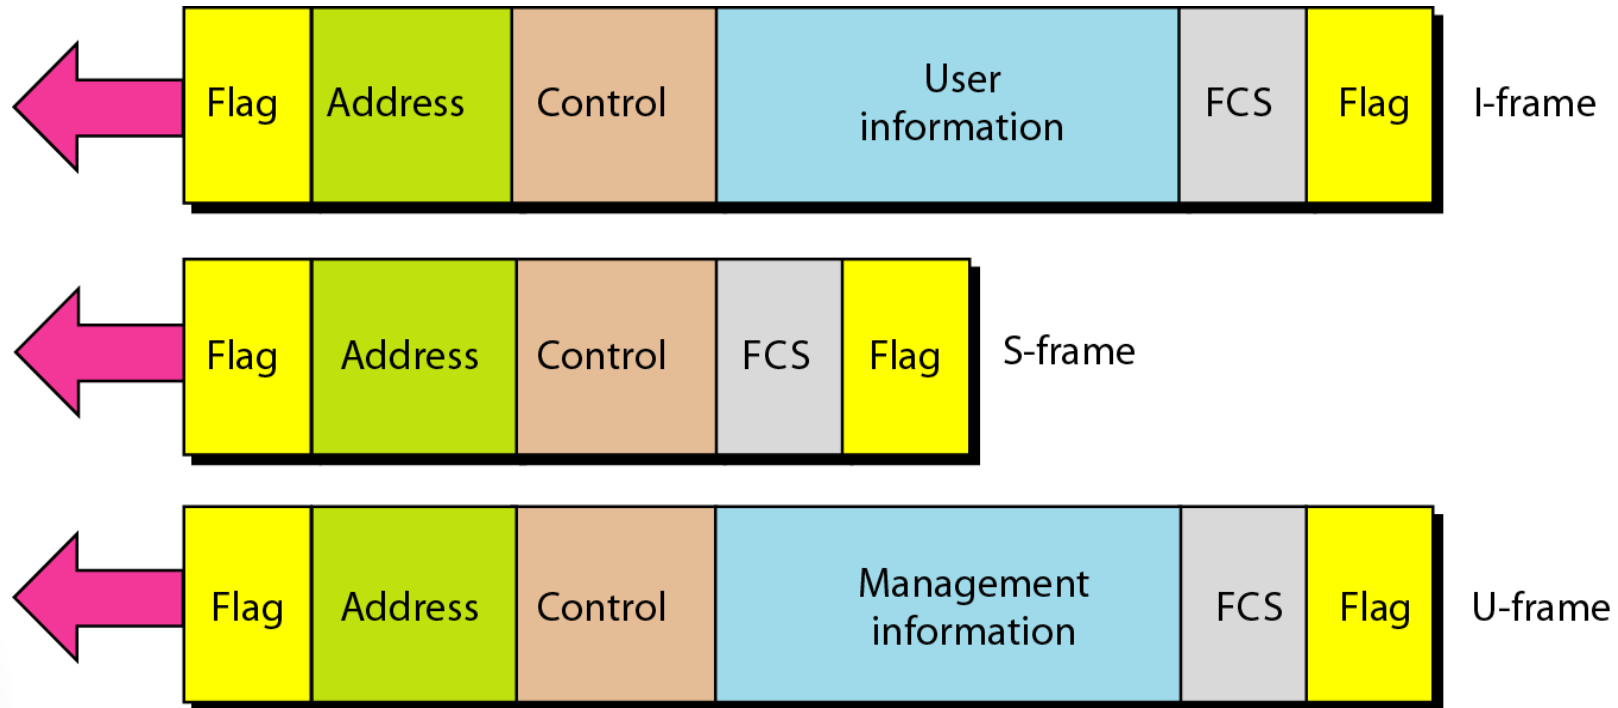 Flag Address Control User information FCS Flag I-frame
Flag Address Control FCS Flag S-frame
Flag Address Control Management information FCS Flag U-frame